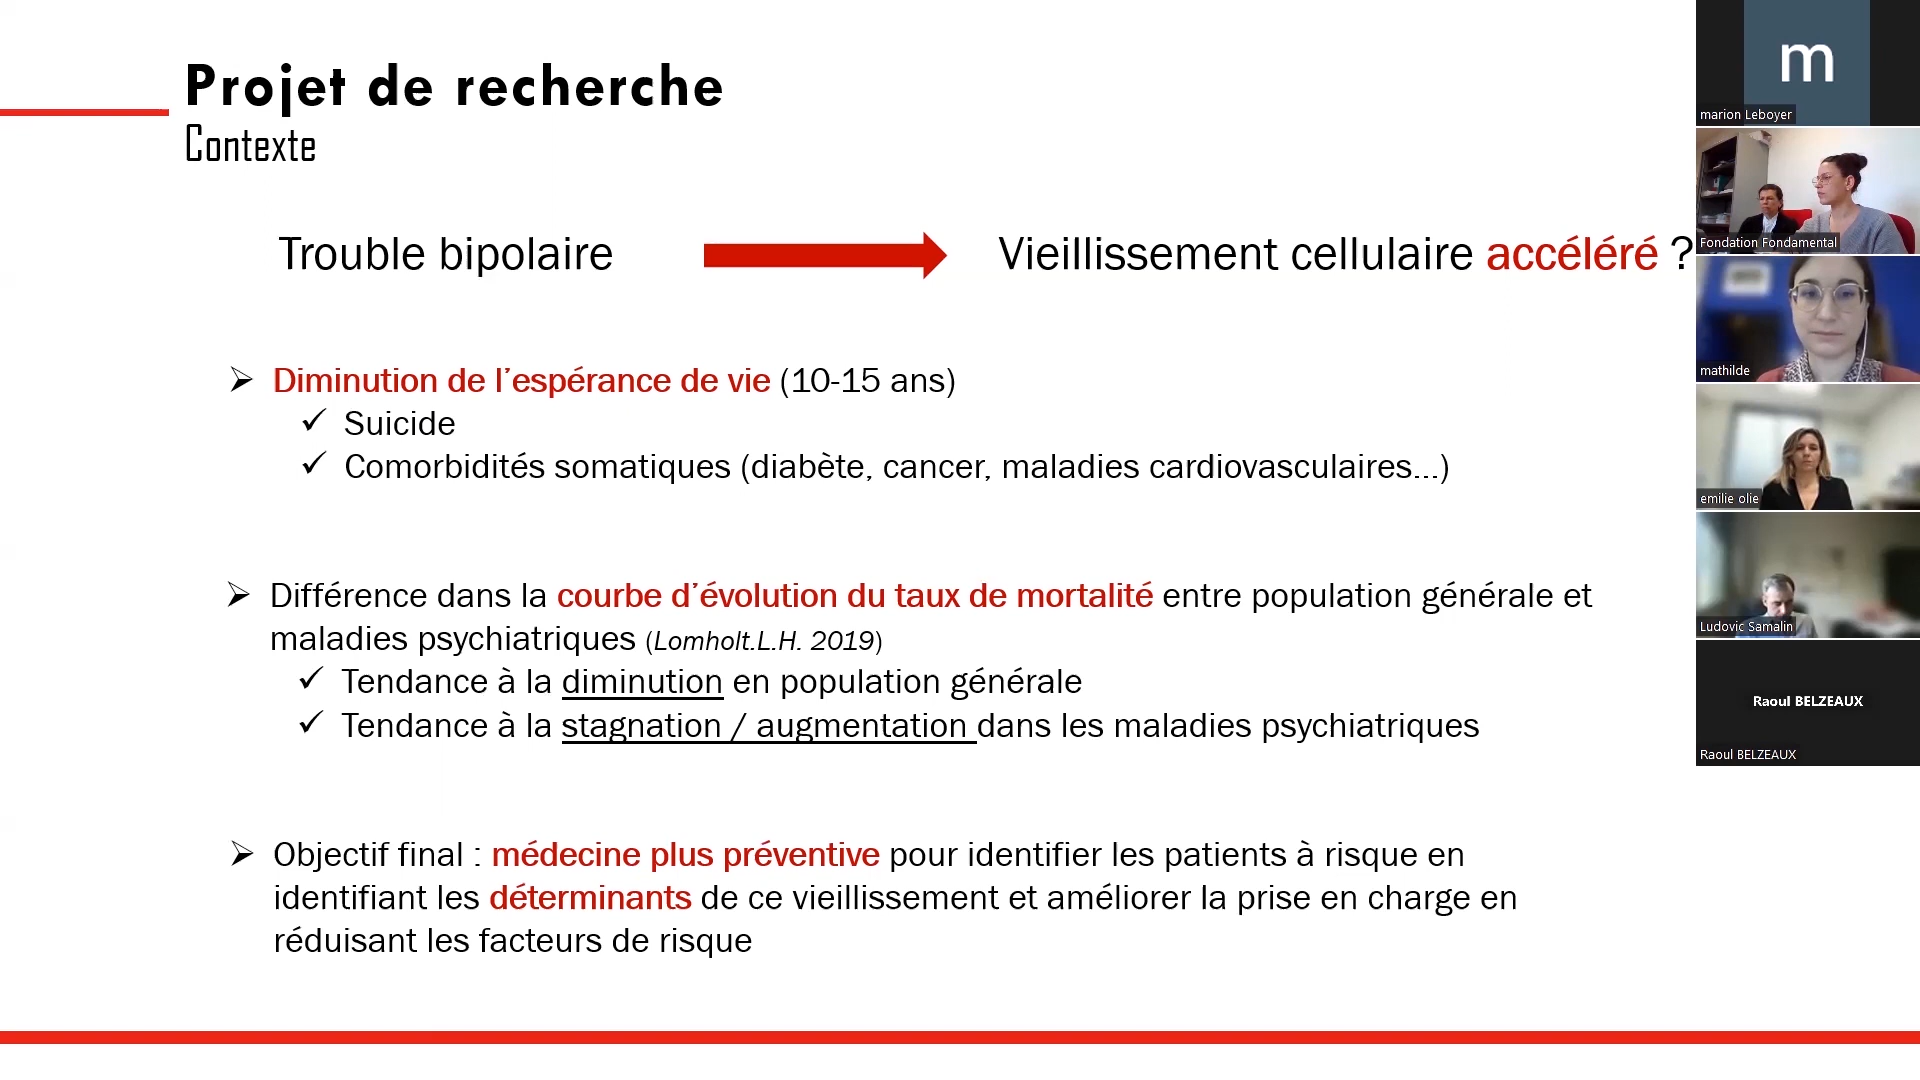 Projet de recherche
Contexte
Trouble bipolaire
Vieillissement cellulaire accéléré ?
Diminution de l’espérance de vie (10-15 ans)
Suicide
Comorbidités somatiques (diabète, cancer, maladies cardiovasculaires...)
Différence dans la courbe d’évolution du taux de mortalité entre population générale et
maladies psychiatriques (Lomholt.L.H. 2019)
Tendance à la diminution en population générale
Tendance à la stagnation / augmentation dans les maladies psychiatriques
Objectif final : médecine plus préventive pour identifier les patients à risque en
identifiant les déterminants de ce vieillissement et améliorer la prise en charge en
réduisant les facteurs de risque
m
marion Leboyer
Fondation Fondamental
mathilde
emilie olie
Ludovic Samalin
Raoul BELZEAUX
Raoul BELZEAUX